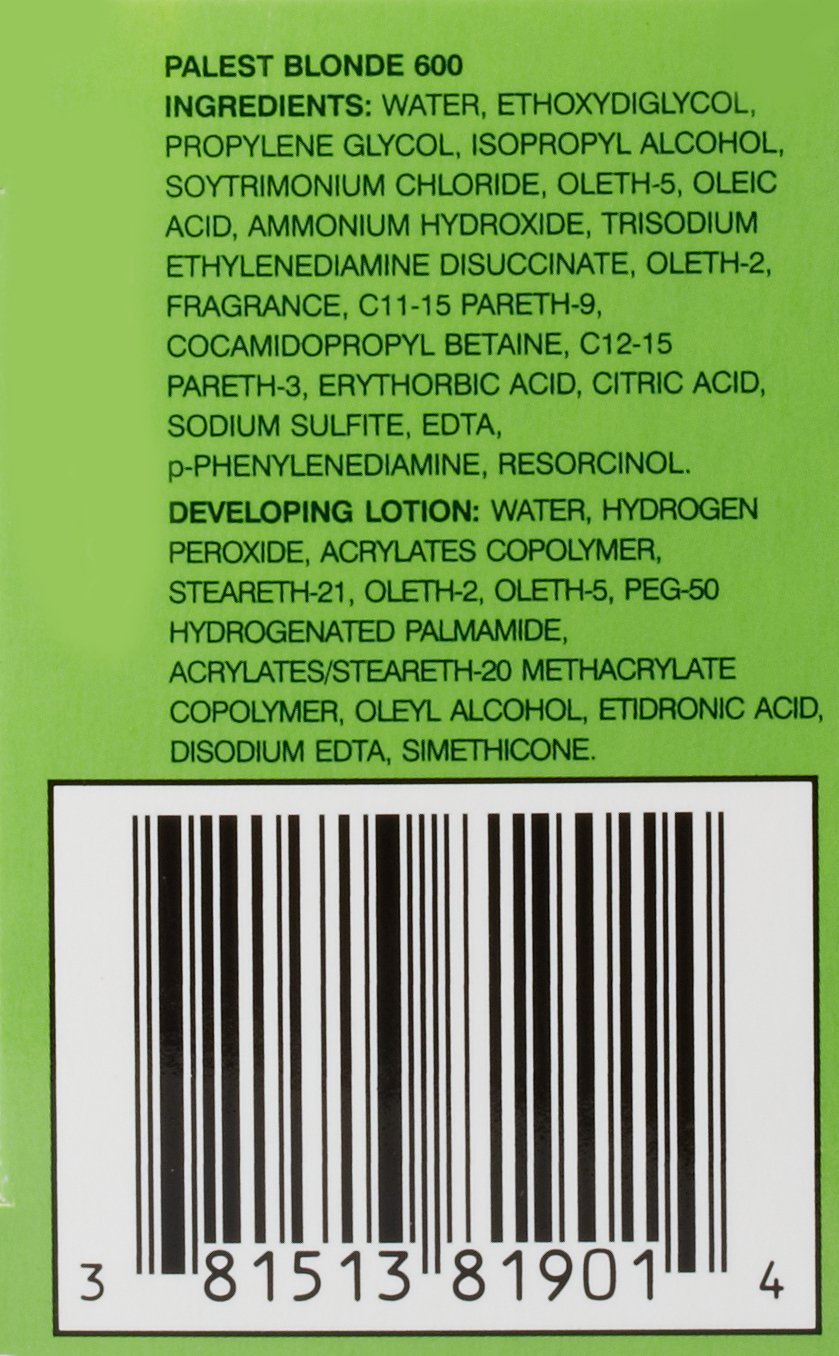 PALEST BLONDE 600
INGREDIENTS: WATER, ETHOXYDIGLYCOL,
PROPYLENE GLYCOL, ISOPROPYL ALCOHOL,
SOYTRIMONIUM CHLORIDE, OLETH-5, OLEIC
ACID, AMMONIUM HYDROXIDE, TRISODIUM
ETHYLENEDIAMINE DISUCCINATE, OLETH-2,
FRAGRANCE, C11-15 PARETH-9,
COCAMIDOPROPYL BETAINE, C12-15
PARETH-3, ERYTHORBIC ACID, CITRIC ACID,
SODIUM SULFITE, EDTA,
p-PHENYLENEDIAMINE, RESORCINOL.
DEVELOPING LOTION: WATER, HYDROGEN
PEROXIDE, ACRYLATES COPOLYMER,
STEARETH-21, OLETH-2, OLETH-5, PEG-50
HYDROGENATED PALMAMIDE,
ACRYLATES/STEARETH-20 METHACRYLATE
COPOLYMER, OLEYL ALCOHOL, ETIDRONIC ACID,
DISODIUM EDTA, SIMETHICONE.
3 81513 81901 4